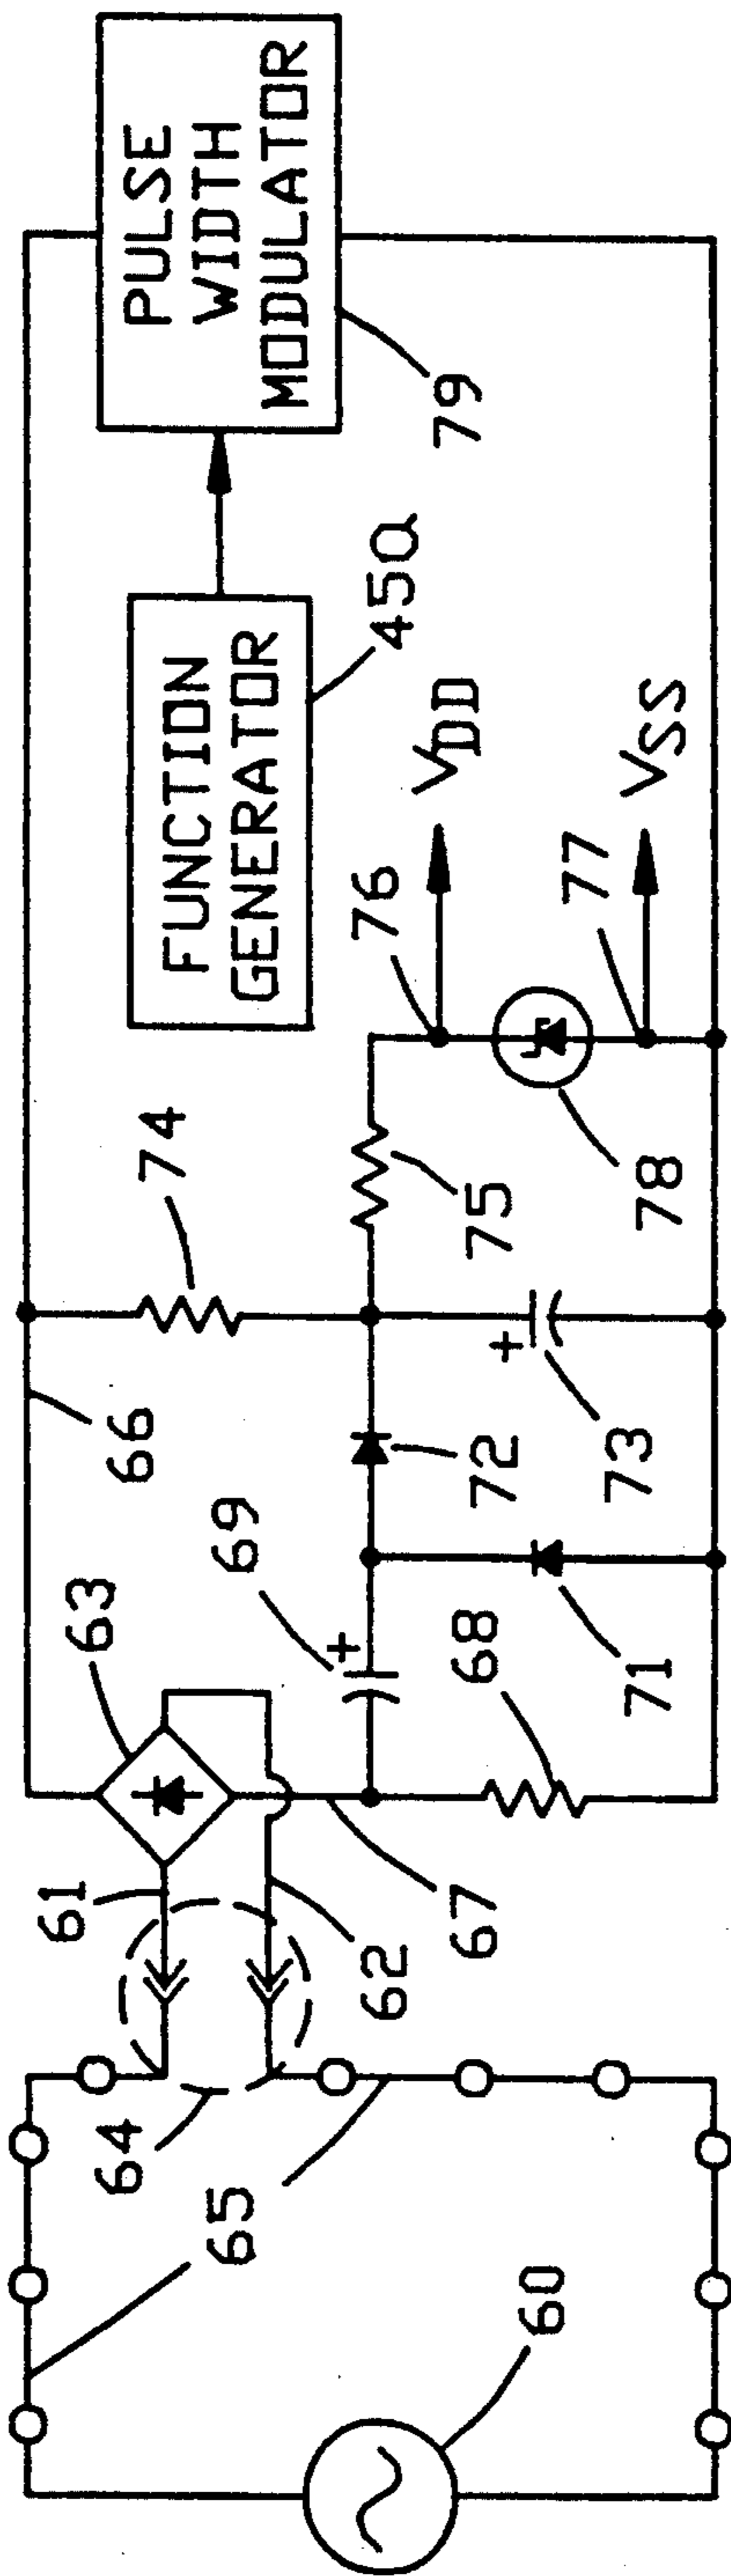 PULSE
WIDTH
MODULATOR
79
FUNCTION
GENERATOR
450
VDD
VSS
76
77
74
75
78
66
72
73
69
63
68
71
61
62
67
64
65
60